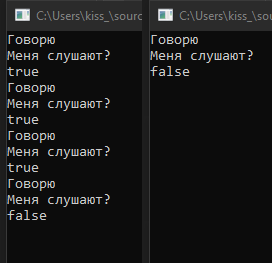 C:\Users\kiss_\sourc
Говорю
Меня слушают?
true
Говорю
Меня слушают?
true
Говорю
Меня слушают?
true
Говорю
Меня слушают?
false
C:\Users\kiss_\sou
Говорю
Меня слушают?
false